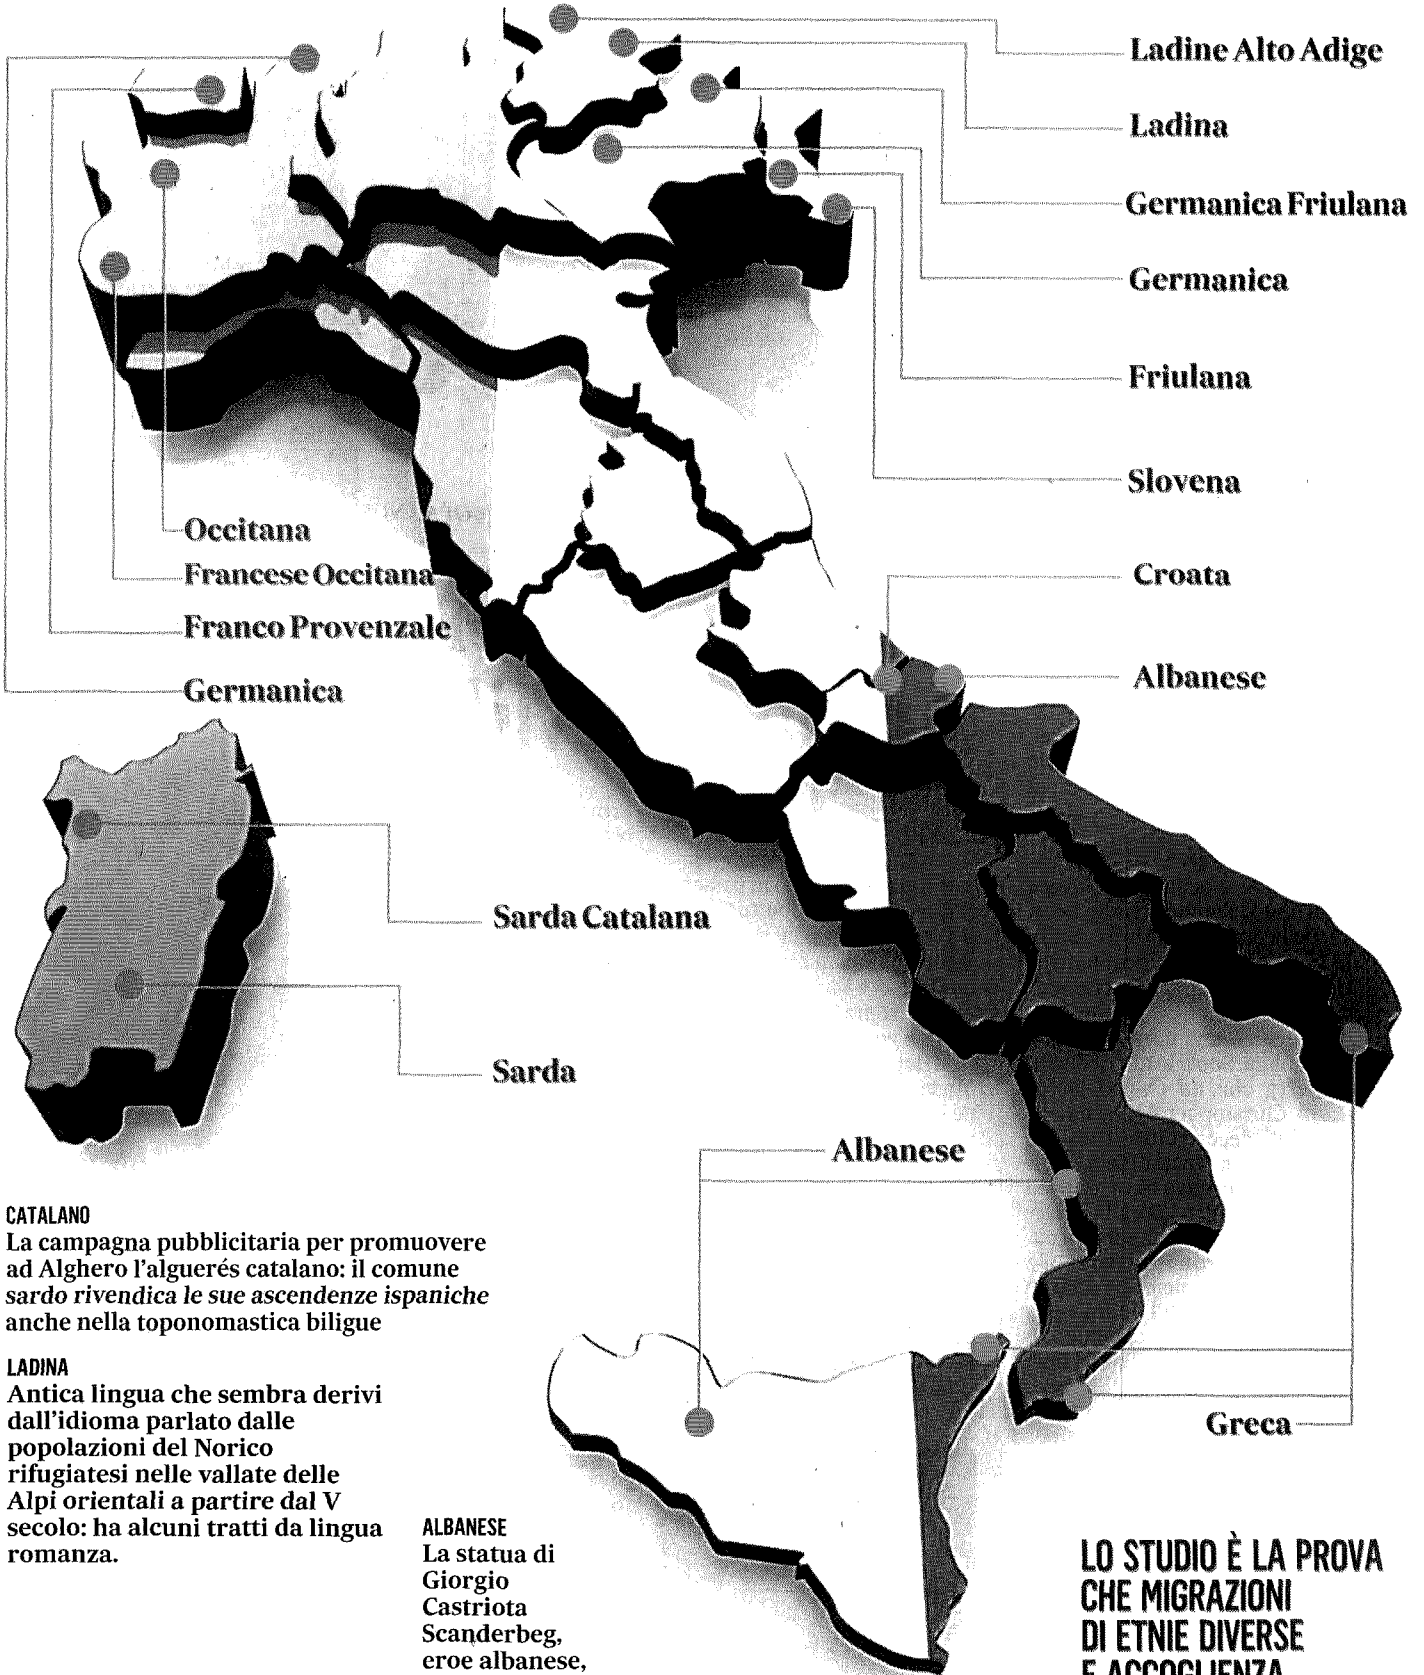 Ladine Alto Adige
Ladina
Germanica Friulana
Germanica
Friulana
Slovena
Croata
Albanese
Occitana
Francese Occitana
Franco Provenzale
Germanica
Sarda Catalana
Sarda
Albanese
Greca
CATALANO
La campagna pubblicitaria per promuovere
ad Alghero l'alguerés catalano: il comune
sardo rivendica le sue ascendenze ispaniche
anche nella toponomastica biligue
LADINA
Antica lingua che sembra derivi
dall'idioma parlato dalle
popolazioni del Norico
rifugiatesi nelle vallate delle
Alpi orientali a partire dal V
secolo: ha alcuni tratti da lingua
romanza.
ALBANESE
La statua di
Giorgio
Castriota
Scanderbeg,
eroe albanese,
LO STUDIO È LA PROVA
CHE MIGRAZIONI
DI ETNIE DIVERSE
E ACCOGLIENZA